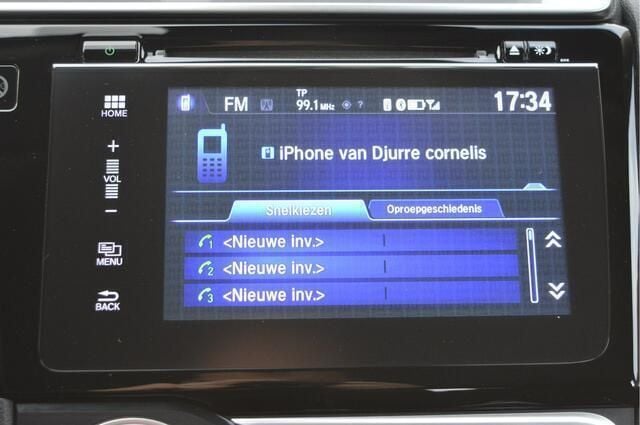 FM TP 99.1 MHz ? 17:34
HOME
iPhone van Djurre cornelis
+
VOL
-
Snelkiezen Oproepgeschiedenis
1 <Nieuwe inv.>
MENU
2 <Nieuwe inv.>
3 <Nieuwe inv.>
BACK